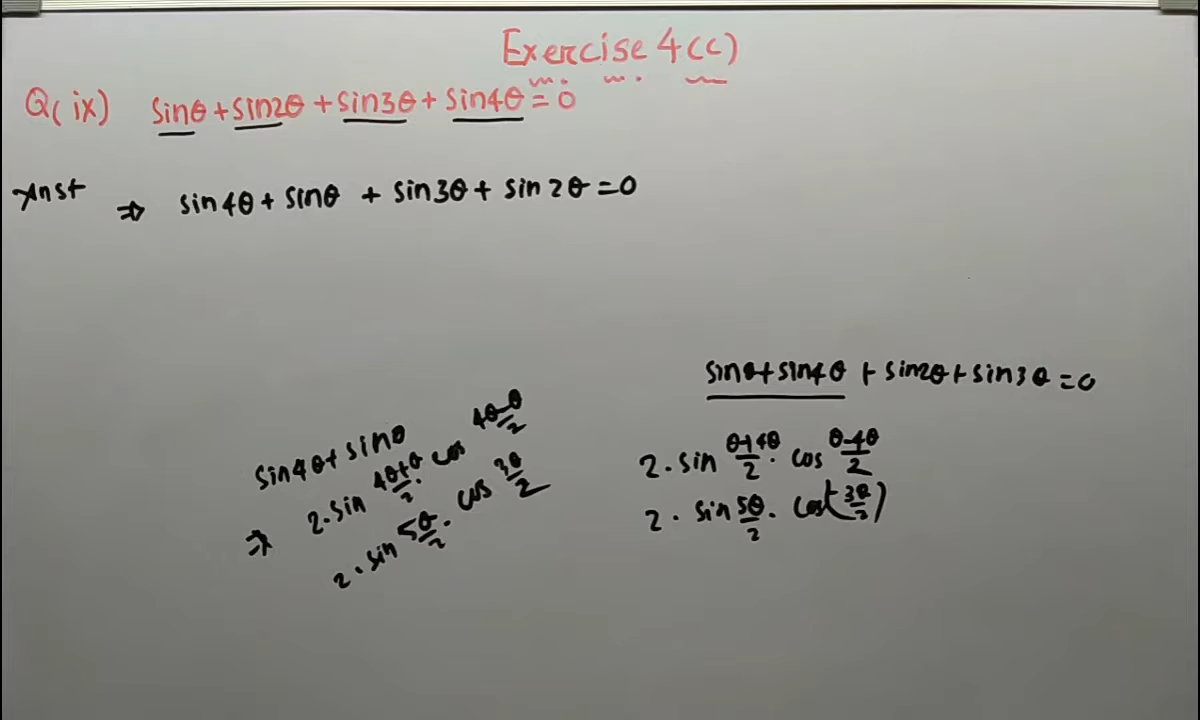 Exercise 4(c)
Q(ix) sinθ+sin2θ+sin3θ+sin4θ=0
⇒ sin4θ+sinθ + sin3θ+ sin2θ=0
sinθ+sin4θ + sin2θ+sin3θ=0
sin4θ+sinθ
⇒ 2.sin 4θ+θ/2 . cos 4θ-θ/2
2.sin 5θ/2 . cos 3θ/2
2.sin θ+4θ/2 . cos θ-4θ/2
2. sin 5θ/2 . cos(-3θ/2)